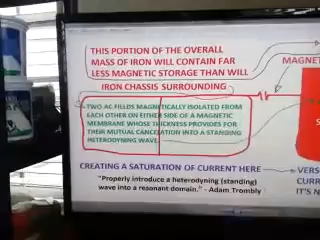 THIS PORTION OF THE OVERALL
MASS OF IRON WILL CONTAIN FAR
LESS MAGNETIC STORAGE THAN WILL
IRON CHASSIS SURROUNDING
MAGNET
TWO AC FIELDS MAGNETICALLY ISOLATED FROM
EACH OTHER ON EITHER SIDE OF A MAGNETIC
MEMBRANE WHOSE THICKNESS PROVIDES FOR
THEIR MUTUAL CANCELATION INTO A STANDING
HETERODYNING WAVE
CREATING A SATURATION OF CURRENT HERE
VERS
CURR
IT'S N
"Properly introduce a heterodyning (standing)
wave into a resonant domain." - Adam Trombly